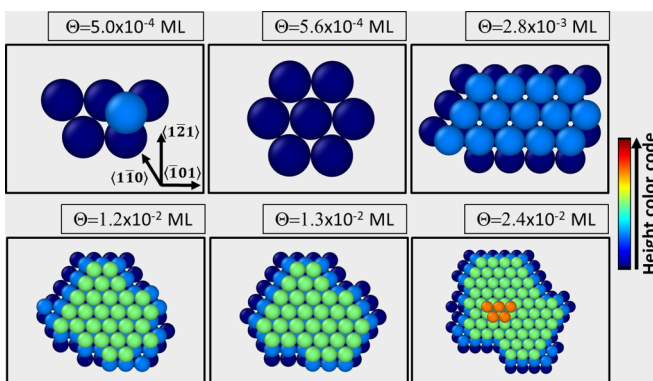 Θ=5.0x10⁻⁴ ML
Θ=5.6x10⁻⁴ ML
Θ=2.8x10⁻³ ML
⟨12̅1⟩
⟨11̅0⟩
⟨1̅01⟩
Height color code
Θ=1.2x10⁻² ML
Θ=1.3x10⁻² ML
Θ=2.4x10⁻² ML